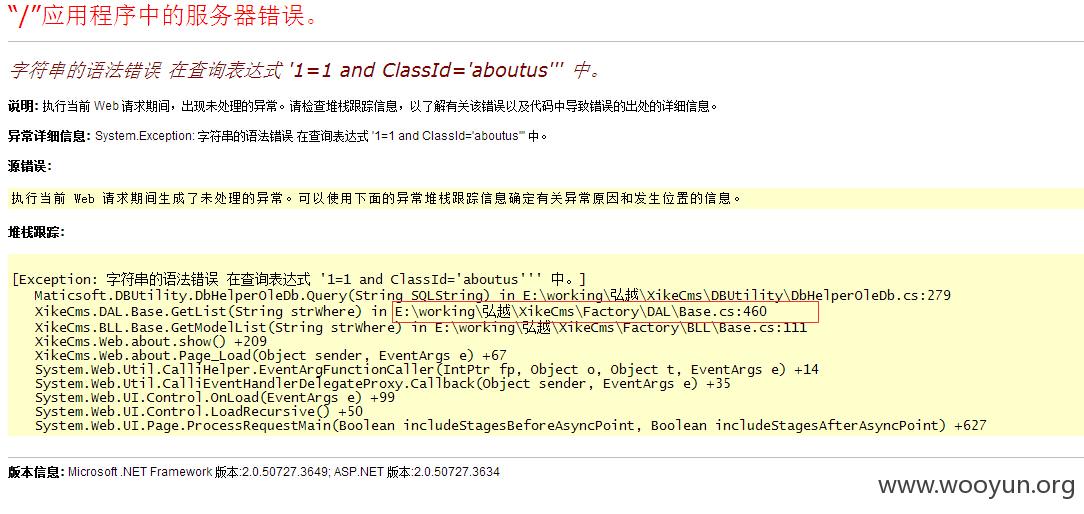 “/”应用程序中的服务器错误。
字符串的语法错误 在查询表达式 '1=1 and ClassId='aboutus''' 中。
说明: 执行当前 Web 请求期间，出现未处理的异常。请检查堆栈跟踪信息，以了解有关该错误以及代码中导致错误的出处的详细信息。
异常详细信息: System.Exception: 字符串的语法错误 在查询表达式 '1=1 and ClassId='aboutus''' 中。
源错误:
执行当前 Web 请求期间生成了未处理的异常。可以使用下面的异常堆栈跟踪信息确定有关异常原因和发生位置的信息。
堆栈跟踪:
[Exception: 字符串的语法错误 在查询表达式 '1=1 and ClassId='aboutus''' 中。]
Maticsoft.DBUtility.DbHelperOleDb.Query(String SQLString) in E:\working\弘越\XikeCms\DBUtility\DbHelperOleDb.cs:279
XikeCms.DAL.Base.GetList(String strWhere) in E:\working\弘越\XikeCms\Factory\DAL\Base.cs:460
XikeCms.BLL.Base.GetModelList(String strWhere) in E:\working\弘越\XikeCms\Factory\BLL\Base.cs:111
XikeCms.Web.about.show() +209
XikeCms.Web.about.Page_Load(Object sender, EventArgs e) +67
System.Web.Util.CalliHelper.EventArgFunctionCaller(IntPtr fp, Object o, Object t, EventArgs e) +14
System.Web.Util.CalliEventHandlerDelegateProxy.Callback(Object sender, EventArgs e) +35
System.Web.UI.Control.OnLoad(EventArgs e) +99
System.Web.UI.Control.LoadRecursive() +50
System.Web.UI.Page.ProcessRequestMain(Boolean includeStagesBeforeAsyncPoint, Boolean includeStagesAfterAsyncPoint) +627
版本信息: Microsoft .NET Framework 版本:2.0.50727.3649; ASP.NET 版本:2.0.50727.3634
www.wooyun.org